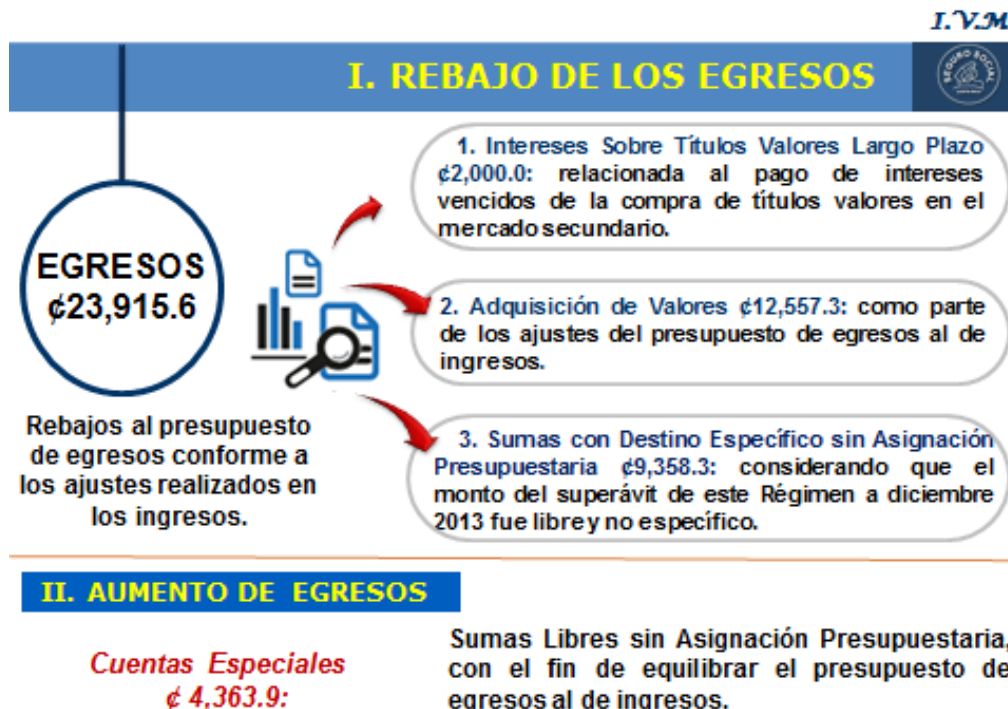 I.V.M
I. REBAJO DE LOS EGRESOS
SEGURO SOCIAL
EGRESOS
₡23,915.6
Rebajos al presupuesto
de egresos conforme a
los ajustes realizados en
los ingresos.
1. Intereses Sobre Títulos Valores Largo Plazo
₡2,000.0: relacionada al pago de intereses
vencidos de la compra de títulos valores en el
mercado secundario.
2. Adquisición de Valores ₡12,557.3: como parte
de los ajustes del presupuesto de egresos al de
ingresos.
3. Sumas con Destino Específico sin Asignación
Presupuestaria ₡9,358.3: considerando que el
monto del superávit de este Régimen a diciembre
2013 fue libre y no específico.
II. AUMENTO DE EGRESOS
Cuentas Especiales
₡ 4,363.9:
Sumas Libres sin Asignación Presupuestaria,
con el fin de equilibrar el presupuesto de
egresos al de ingresos.